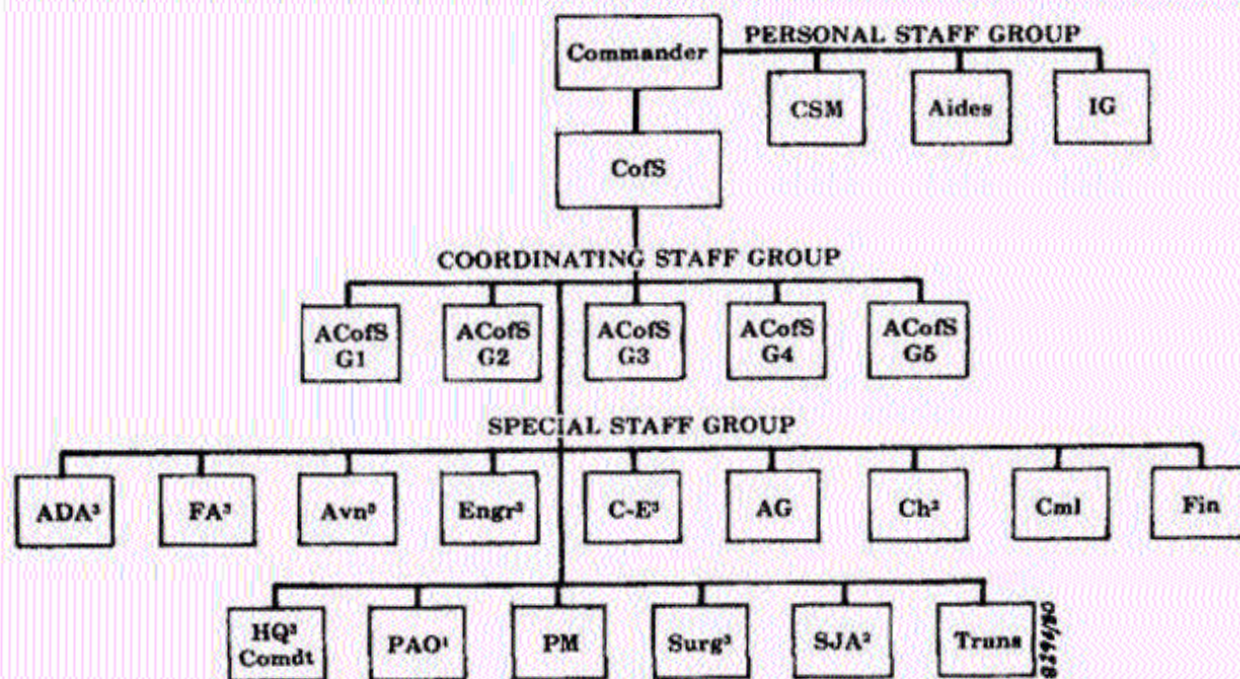 Commander
PERSONAL STAFF GROUP
CSM
Aides
IG
CofS
COORDINATING STAFF GROUP
ACofS
G1
ACofS
G2
ACofS
G3
ACofS
G4
ACofS
G5
SPECIAL STAFF GROUP
ADA³
FA³
Avn³
Engr³
C-E³
AG
Ch²
Cml
Fin
HQ³
Comdt
PAO¹
PM
Surg³
SJA²
Trans